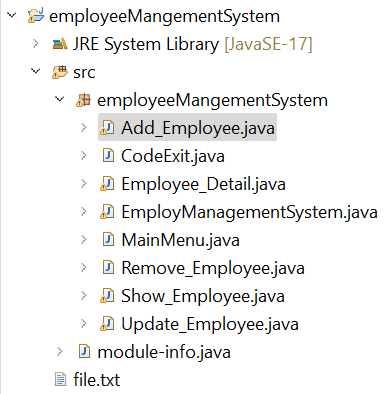 employeeMangementSystem
JRE System Library [JavaSE-17]
src
employeeMangementSystem
Add_Employee.java
CodeExit.java
Employee_Detail.java
EmployManagementSystem.java
MainMenu.java
Remove_Employee.java
Show_Employee.java
Update_Employee.java
module-info.java
file.txt